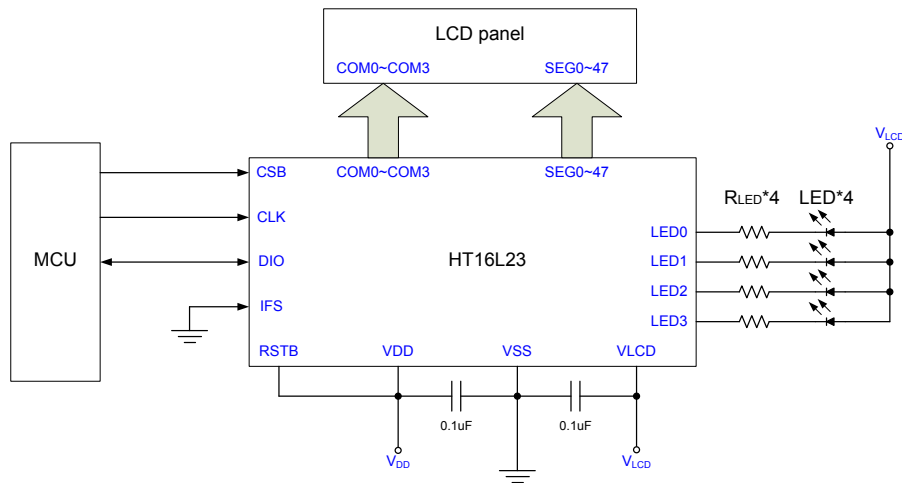 LCD panel
COM0~COM3 SEG0~47
VLCD
CSB COM0~COM3 SEG0~47
RLED*4 LED*4
CLK
LED0
MCU DIO HT16L23 LED1
LED2
IFS
LED3
RSTB VDD VSS VLCD
0.1uF 0.1uF
VDD VLCD